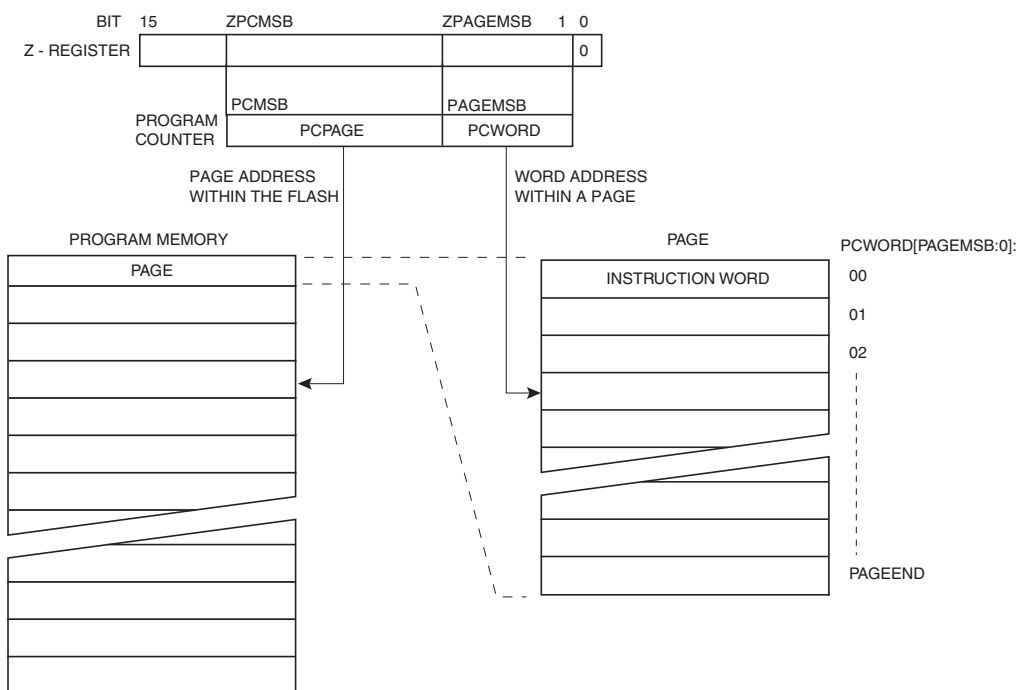 BIT 15 ZPCMSB ZPAGEMSB 1 0
Z - REGISTER 0
PCMSB PAGEMSB
PROGRAM
COUNTER
PCPAGE PCWORD
PAGE ADDRESS
WITHIN THE FLASH
WORD ADDRESS
WITHIN A PAGE
PROGRAM MEMORY
PAGE
PAGE
PCWORD[PAGEMSB:0]:
INSTRUCTION WORD 00
01
02
PAGEEND